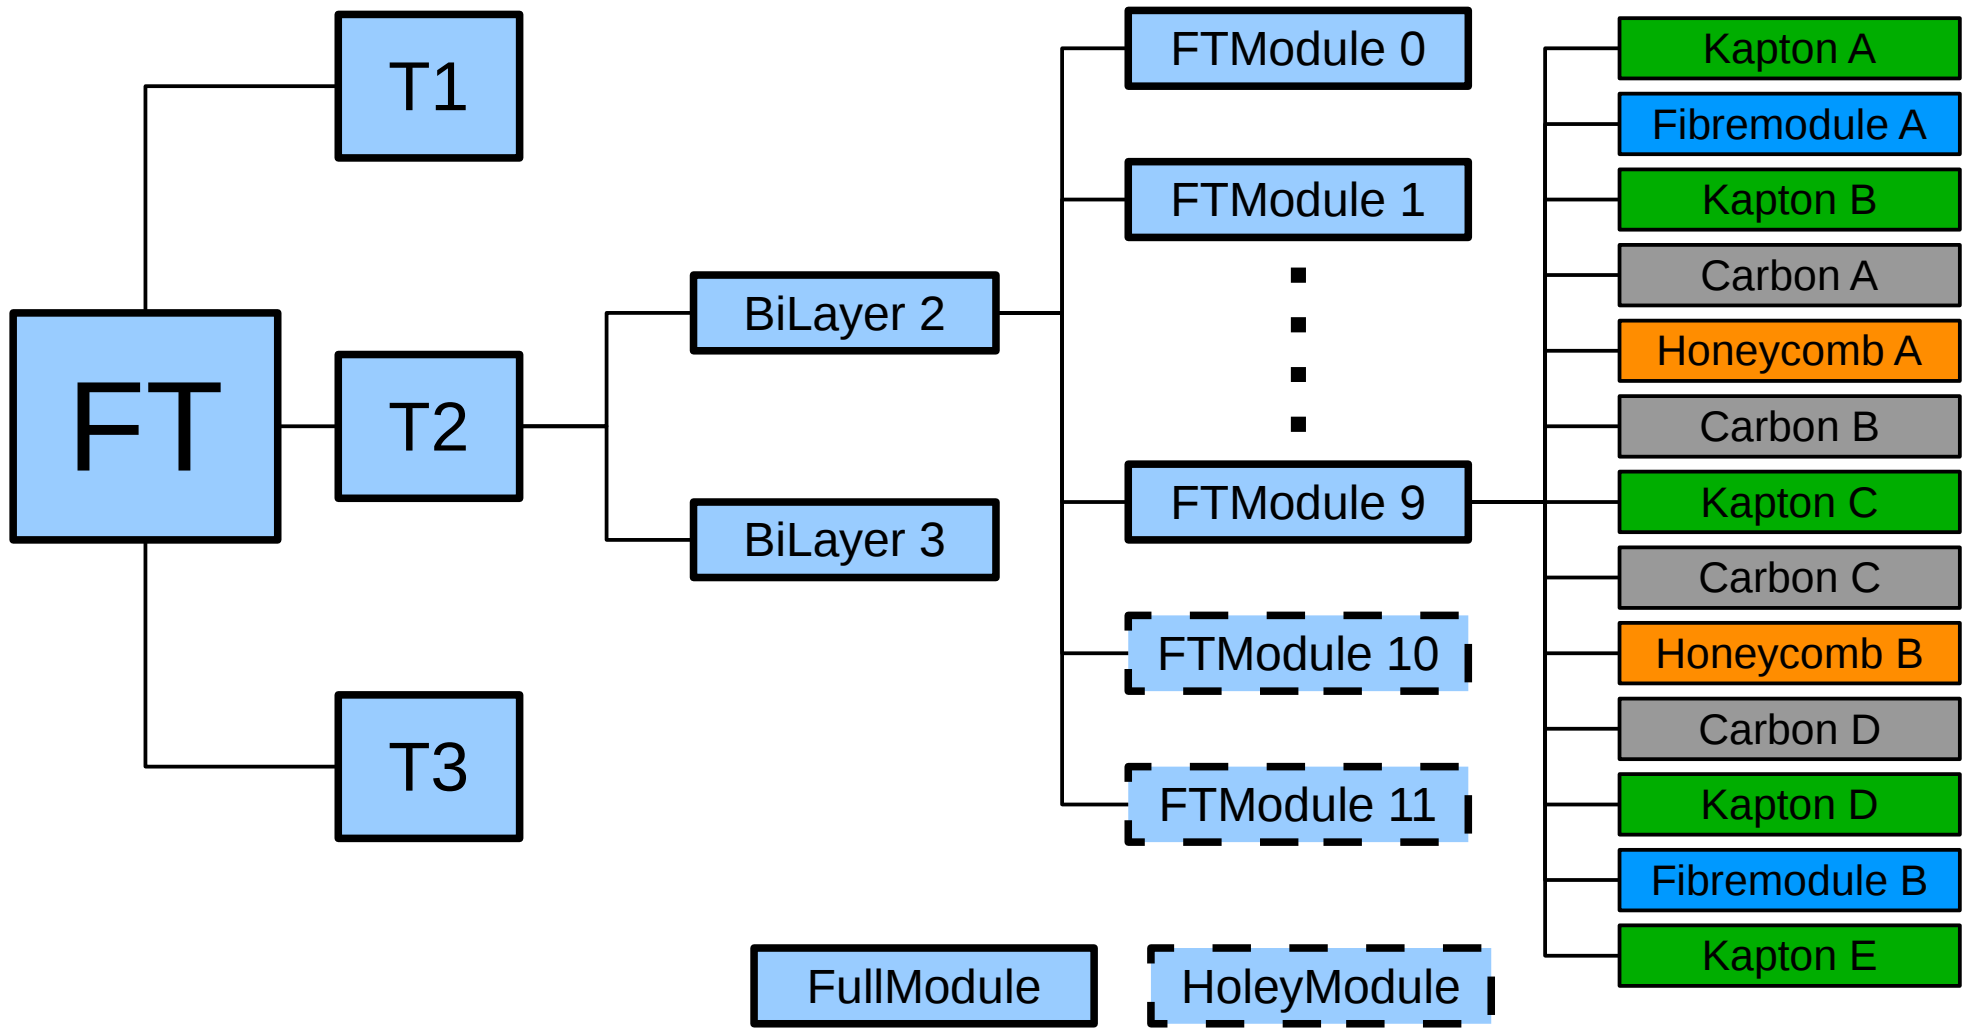 FT
T1
T2
T3
BiLayer 2
BiLayer 3
FTModule 0
FTModule 1
FTModule 9
FTModule 10
FTModule 11
Kapton A
Fibremodule A
Kapton B
Carbon A
Honeycomb A
Carbon B
Kapton C
Carbon C
Honeycomb B
Carbon D
Kapton D
Fibremodule B
Kapton E
FullModule
HoleyModule